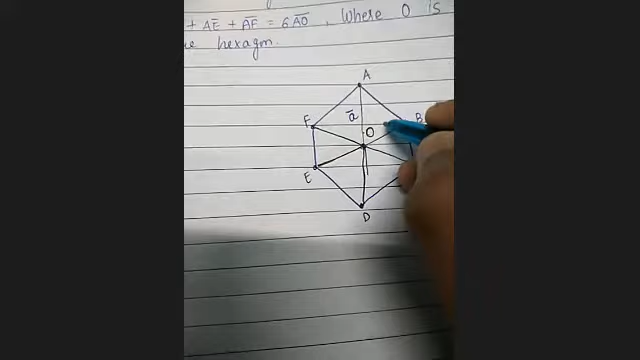 + AE̅ + AF̅ = 6 AO̅ , Where O is
hexagon.
A
a̅
F
B
O
E
D